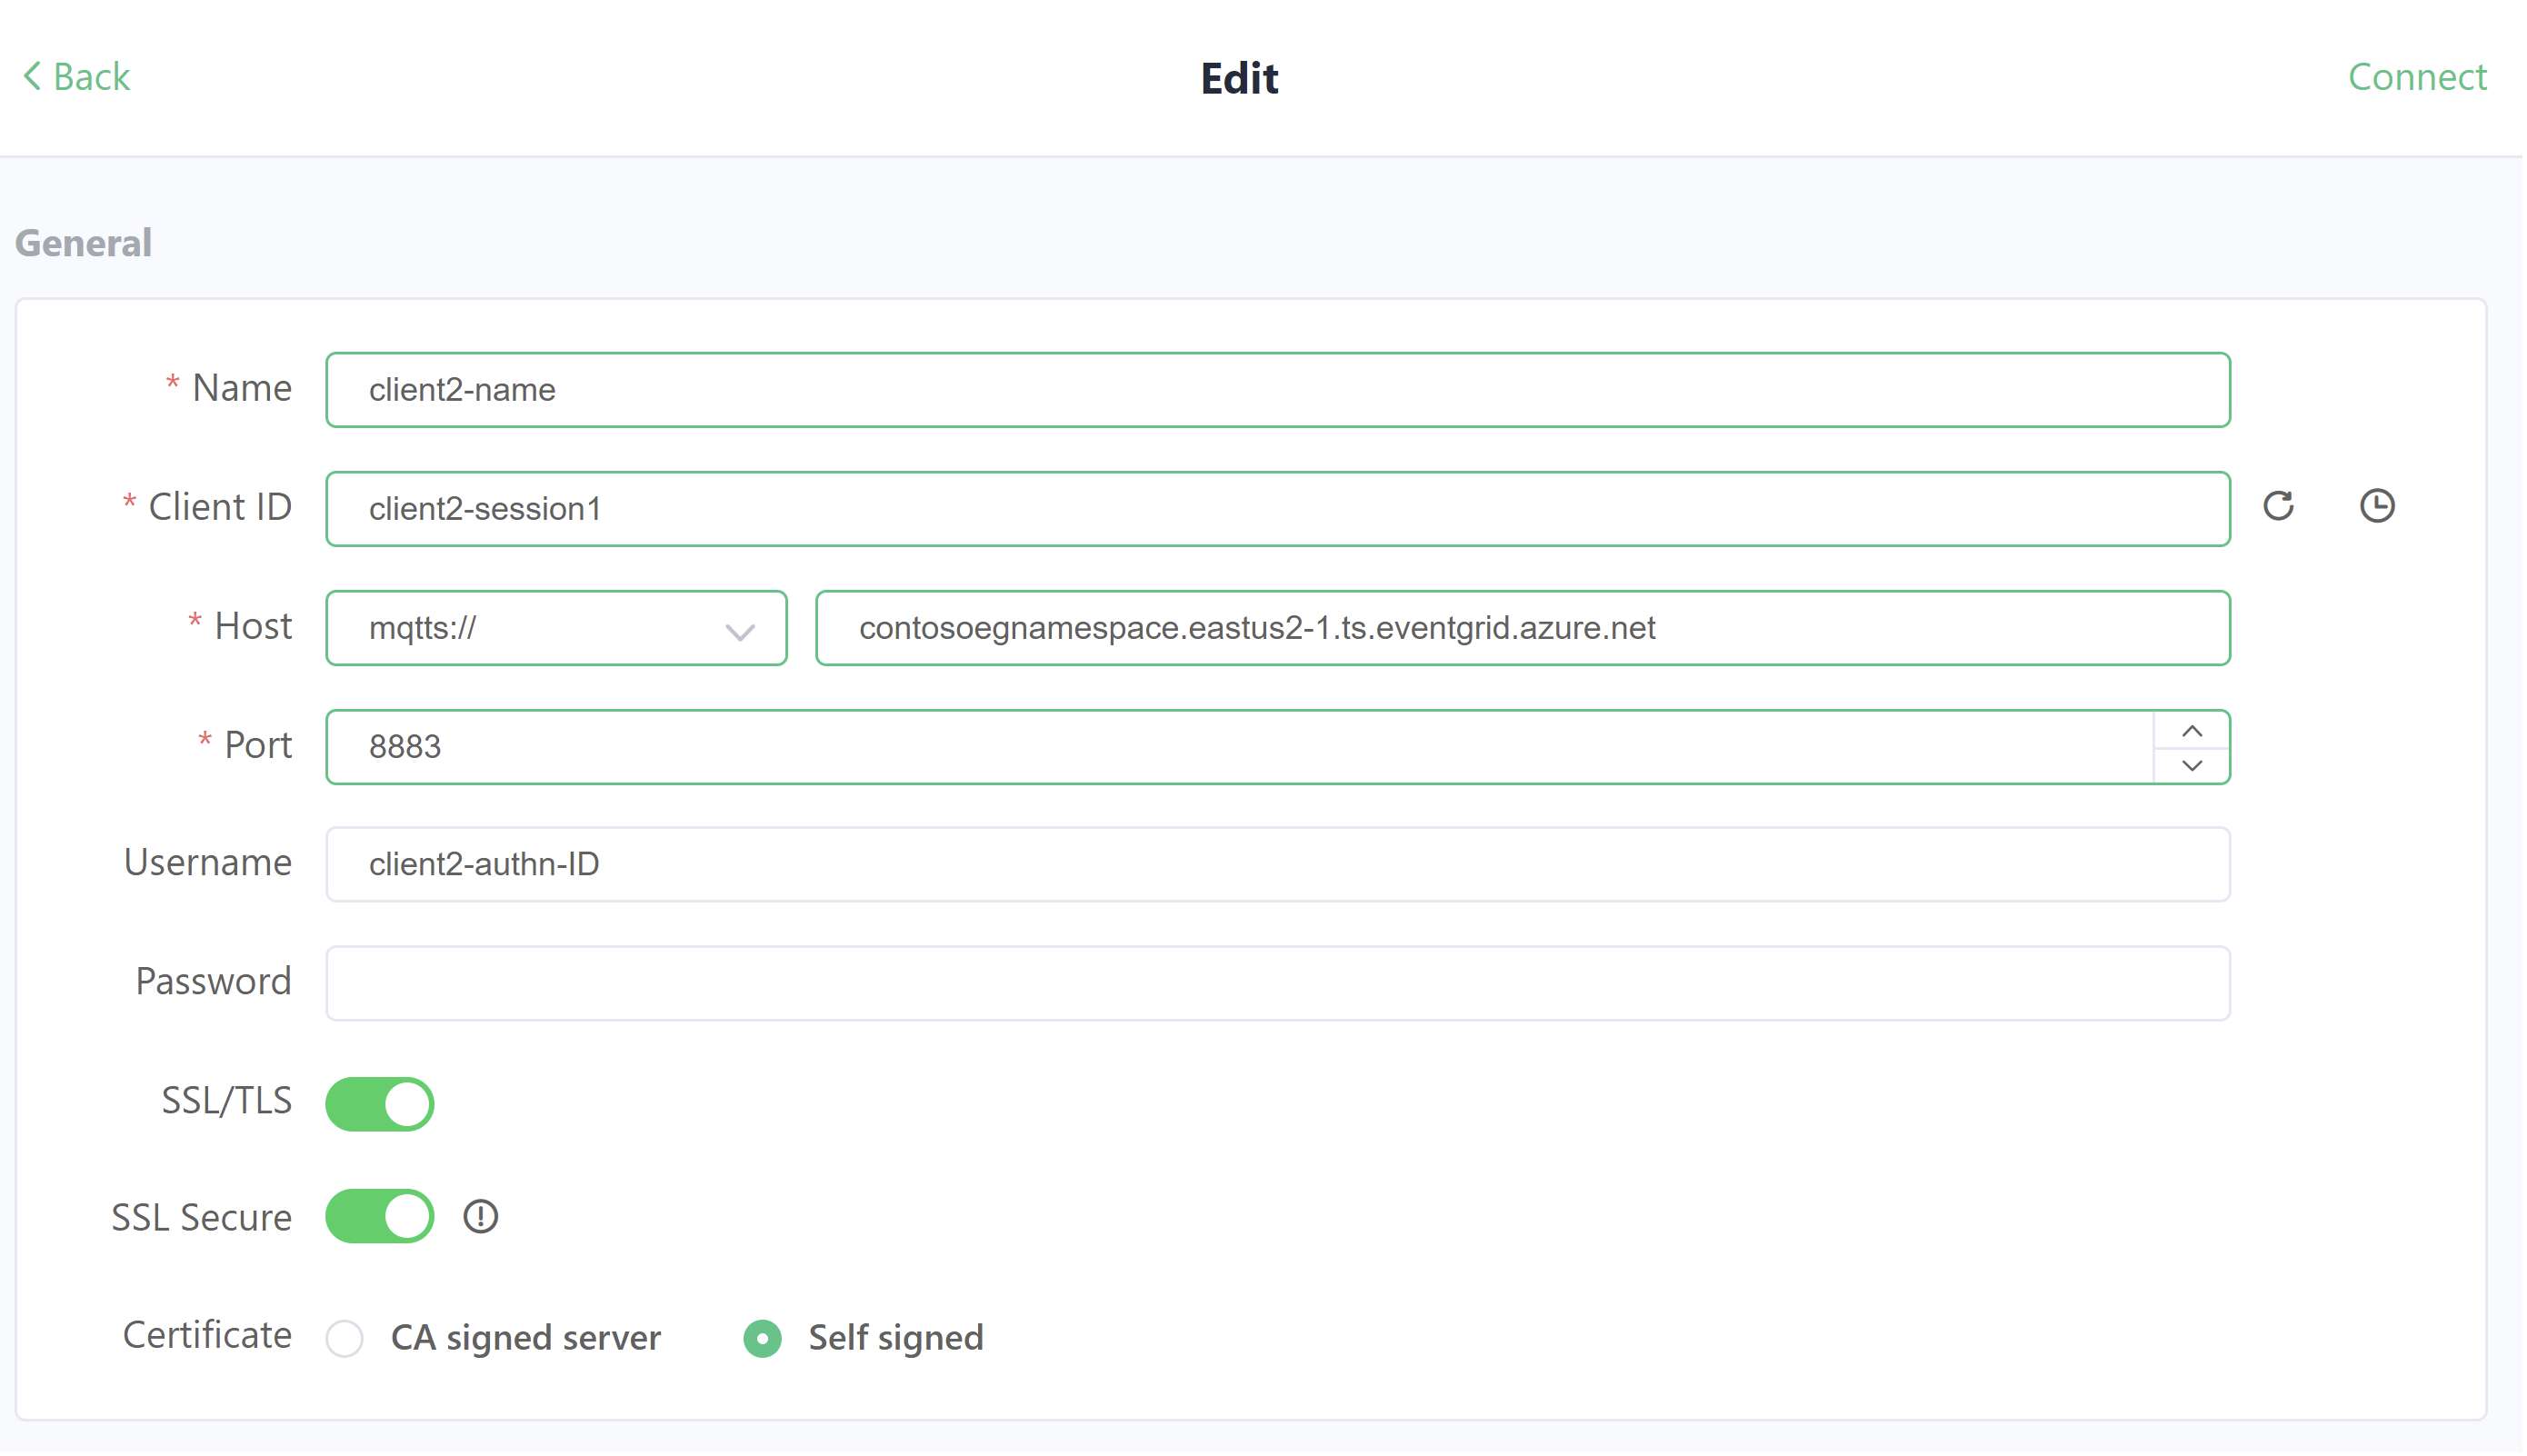 Back Edit Connect
General
* Name client2-name
* Client ID client2-session1
* Host mqtts:// contosoegnamespace.eastus2-1.ts.eventgrid.azure.net
* Port 8883
Username client2-authn-ID
Password
SSL/TLS
SSL Secure
Certificate CA signed server Self signed